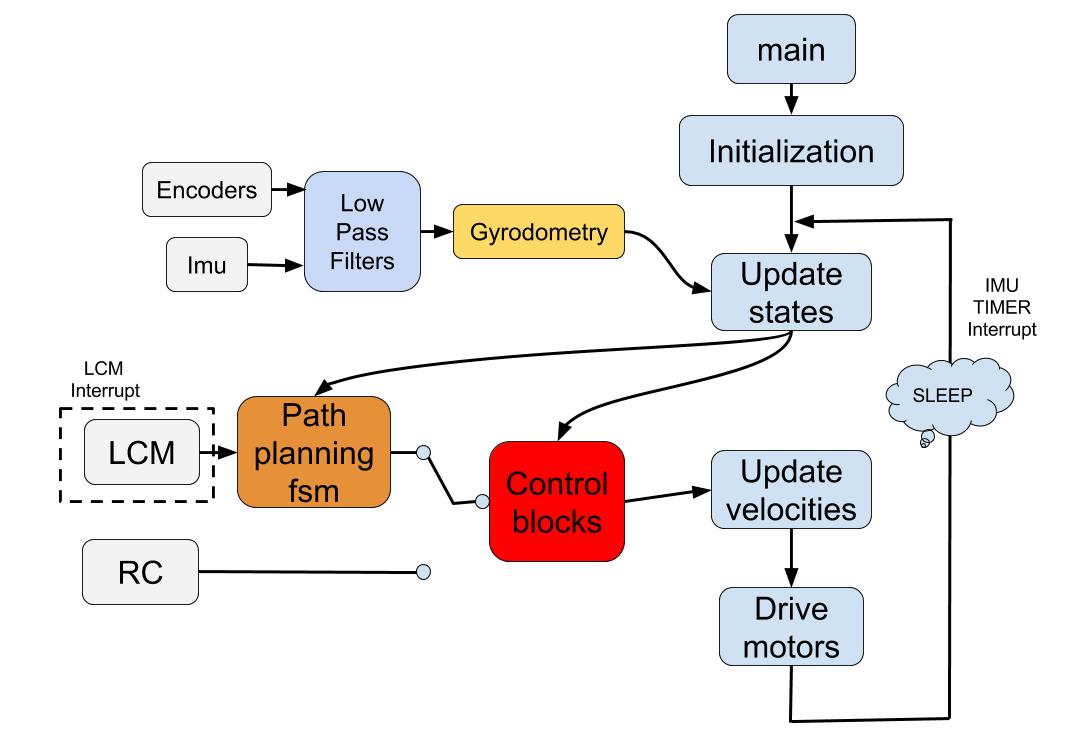 main
Initialization
Encoders
Imu
Low
Pass
Filters
Gyrodometry
Update
states
IMU
TIMER
Interrupt
SLEEP
LCM
Interrupt
LCM
Path
planning
fsm
Control
blocks
Update
velocities
RC
Drive
motors